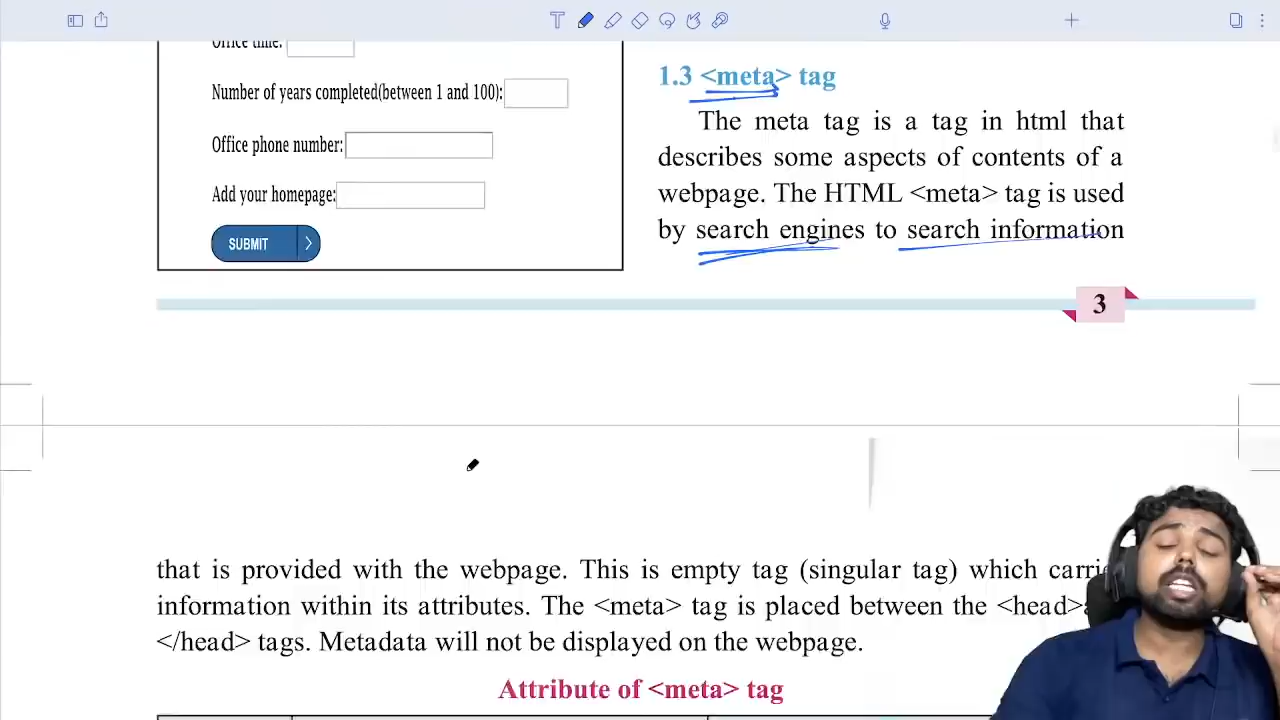 Office time:
Number of years completed(between 1 and 100):
Office phone number:
Add your homepage:
SUBMIT
1.3 <meta> tag
The meta tag is a tag in html that
describes some aspects of contents of a
webpage. The HTML <meta> tag is used
by search engines to search information
3
that is provided with the webpage. This is empty tag (singular tag) which
information within its attributes. The <meta> tag is placed between the <head>
</head> tags. Metadata will not be displayed on the webpage.
Attribute of <meta> tag